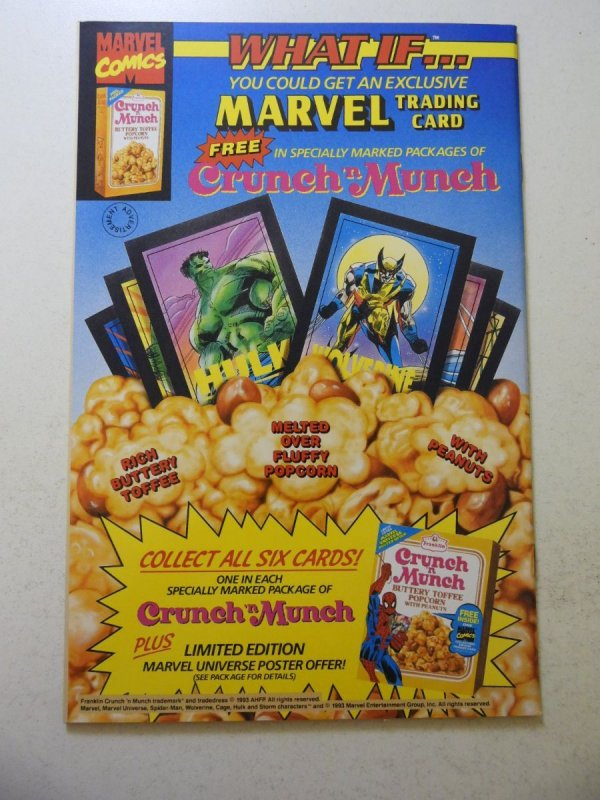 MARVEL
COMICS
M
WHAT IF...™
YOU COULD GET AN EXCLUSIVE
MARVEL TRADING CARD
FREE IN SPECIALLY MARKED PACKAGES OF
Crunch 'n Munch
Crunch
'n
Munch
BUTTERY TOFFEE
POPCORN
WITH PEANUTS
ADVERTISEMENT
HULK
WOLVERINE
RICH
BUTTERY
TOFFEE
MELTED
OVER
FLUFFY
POPCORN
WITH
PEANUTS
COLLECT ALL SIX CARDS!
ONE IN EACH
SPECIALLY MARKED PACKAGE OF
Crunch 'n Munch
PLUS LIMITED EDITION
MARVEL UNIVERSE POSTER OFFER!
(SEE PACKAGE FOR DETAILS)
Franklin
Crunch
'n
Munch
BUTTERY TOFFEE
POPCORN
WITH PEANUTS
FREE
INSIDE!
COMICS
Franklin Crunch 'n Munch trademark* and tradedress © 1993 AHFP. All rights reserved.
Marvel, Marvel Universe, Spider-Man, Wolverine, Cage, Hulk and Storm characters™ and © 1993 Marvel Entertainment Group, Inc. All rights reserved.